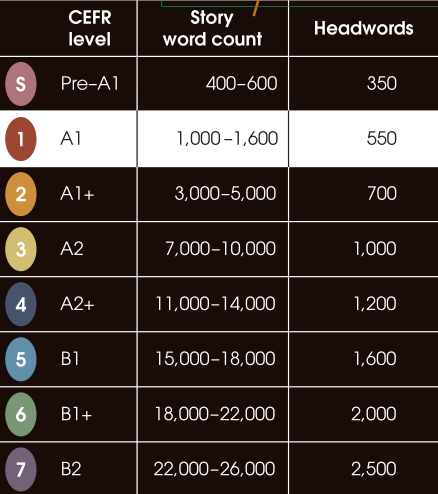 CEFR level
Story word count
Headwords
S Pre-A1 400-600 350
1 A1 1,000-1,600 550
2 A1+ 3,000-5,000 700
3 A2 7,000-10,000 1,000
4 A2+ 11,000-14,000 1,200
5 B1 15,000-18,000 1,600
6 B1+ 18,000-22,000 2,000
7 B2 22,000-26,000 2,500